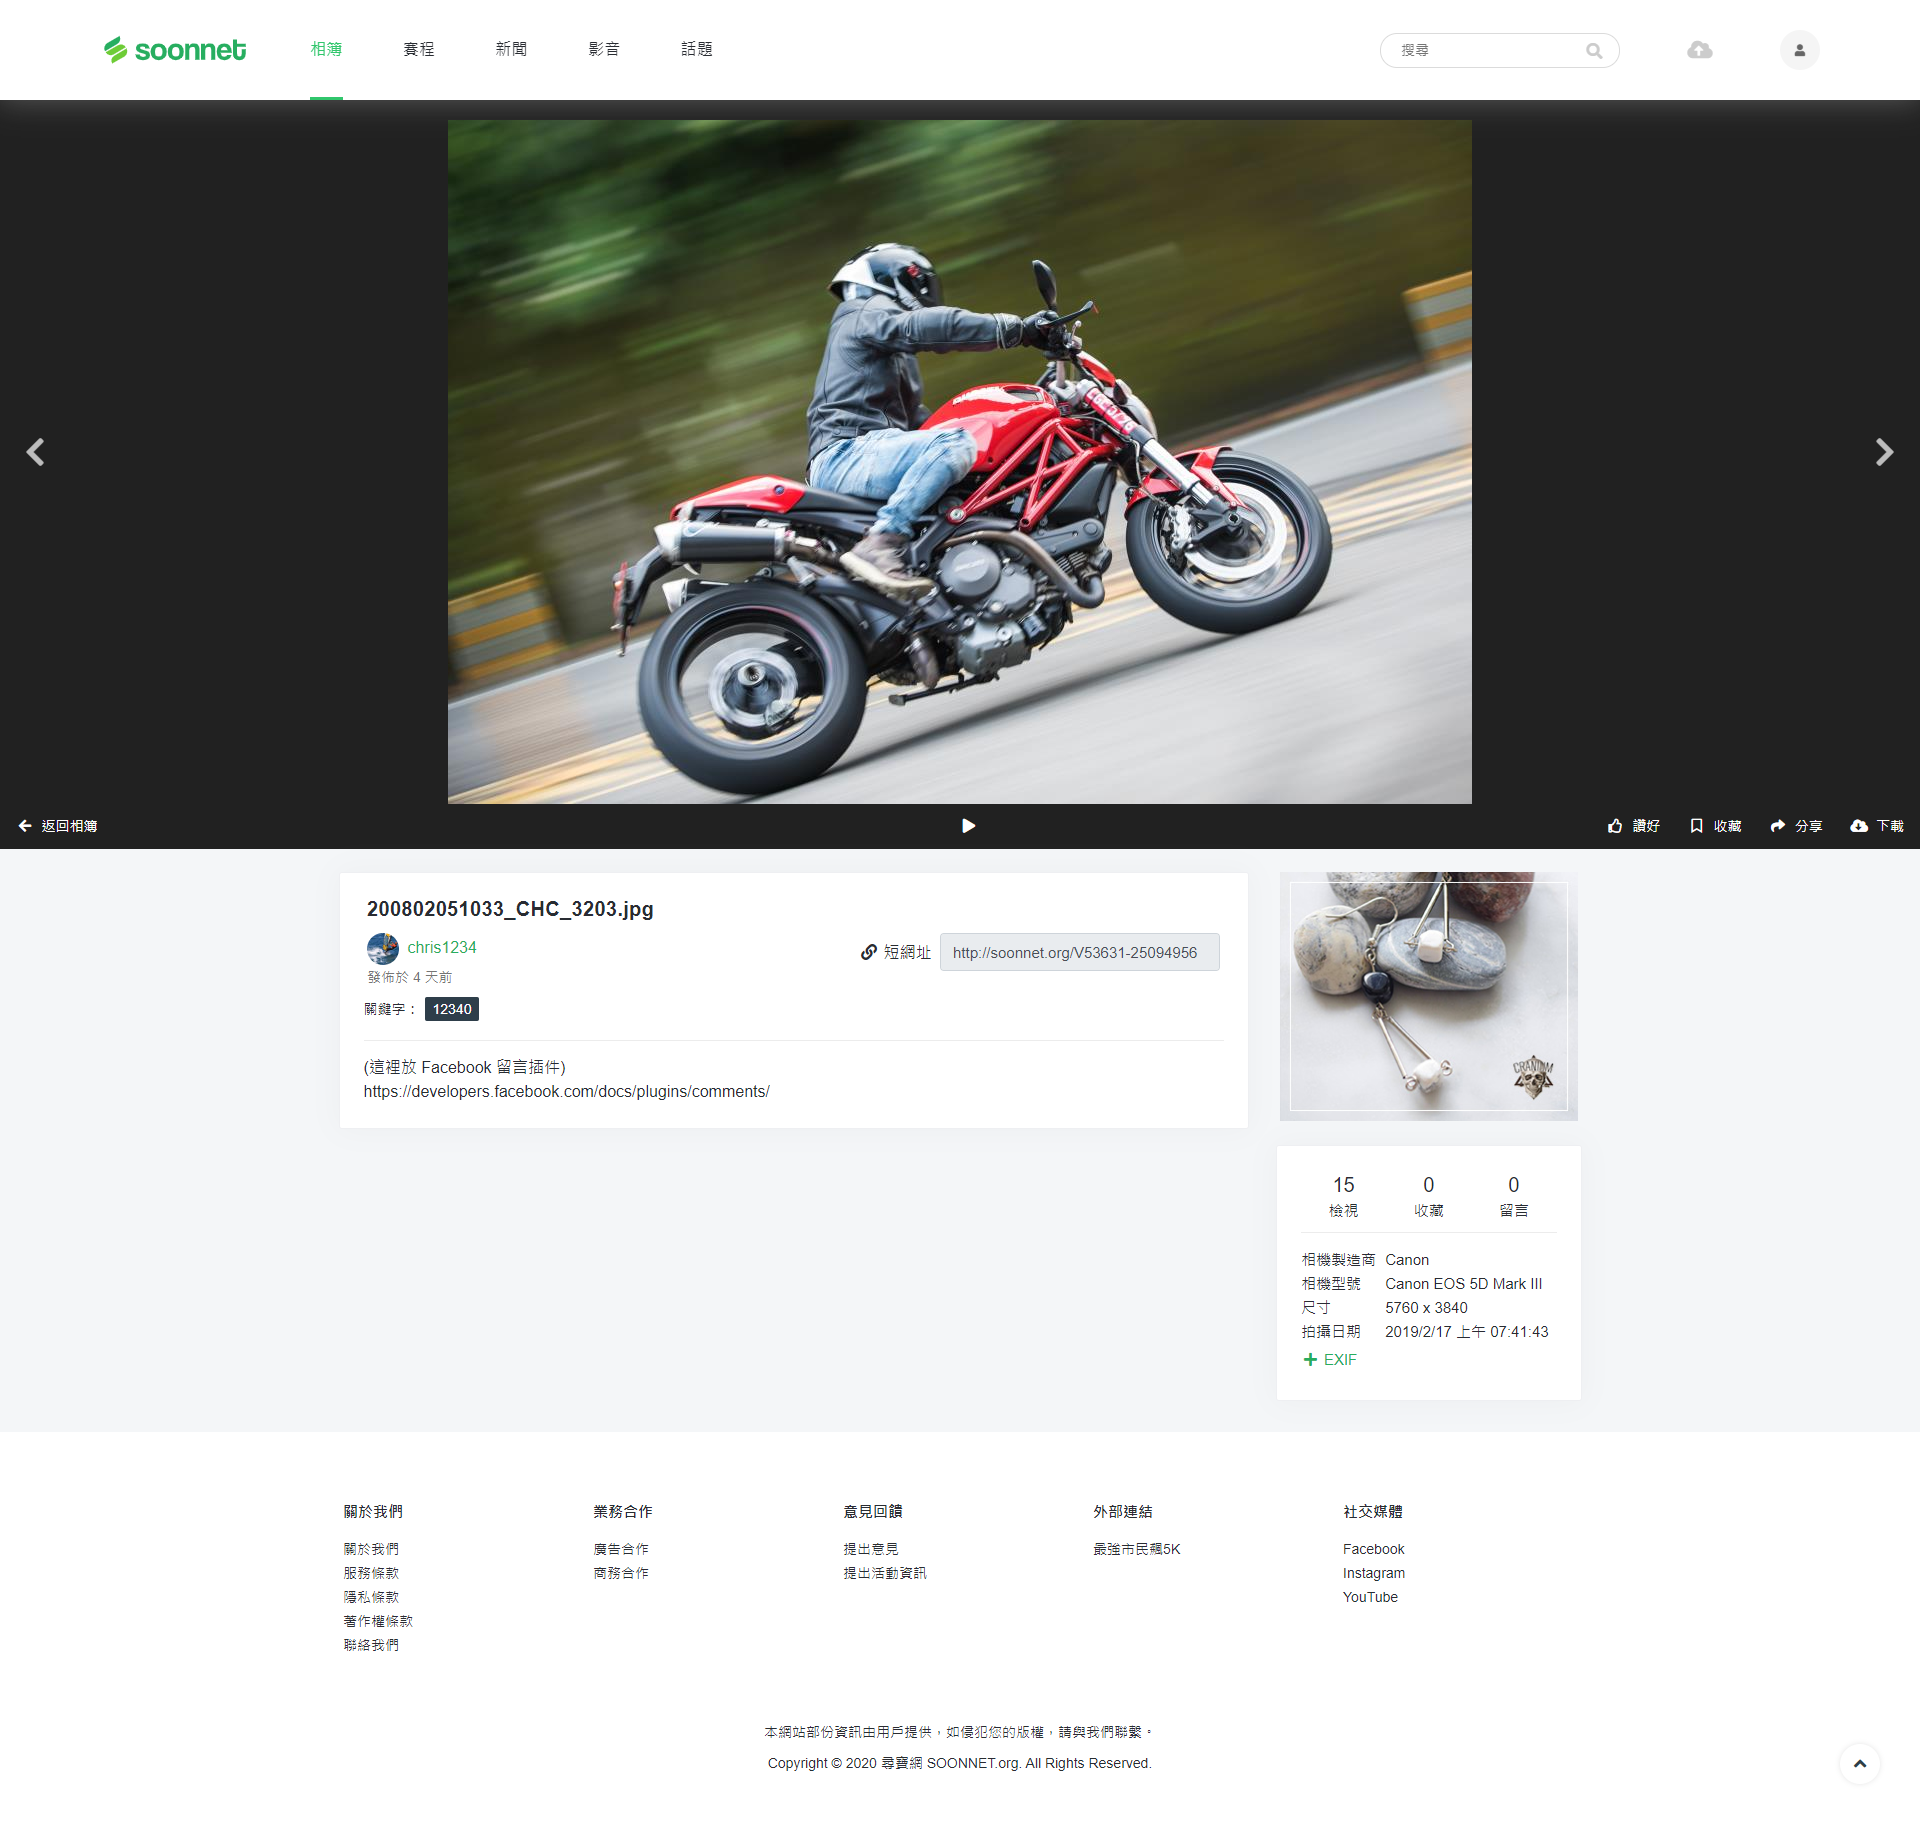 soonnet
相簿
賽程
新聞
影音
話題
搜尋
返回相簿
讚好
收藏
分享
下載
200802051033_CHC_3203.jpg
chris1234
發佈於 4 天前
短網址
http://soonnet.org/V53631-25094956
關鍵字：
12340
(這裡放 Facebook 留言插件)
https://developers.facebook.com/docs/plugins/comments/
CRANIUM
15
檢視
0
收藏
0
留言
相機製造商 Canon
相機型號 Canon EOS 5D Mark III
尺寸 5760 x 3840
拍攝日期 2019/2/17 上午 07:41:43
EXIF
關於我們
關於我們
服務條款
隱私條款
著作權條款
聯絡我們
業務合作
廣告合作
商務合作
意見回饋
提出意見
提出活動資訊
外部連結
最強市民飆5K
社交媒體
Facebook
Instagram
YouTube
本網站部份資訊由用戶提供，如侵犯您的版權，請與我們聯繫。
Copyright © 2020 尋寶網 SOONNET.org. All Rights Reserved.